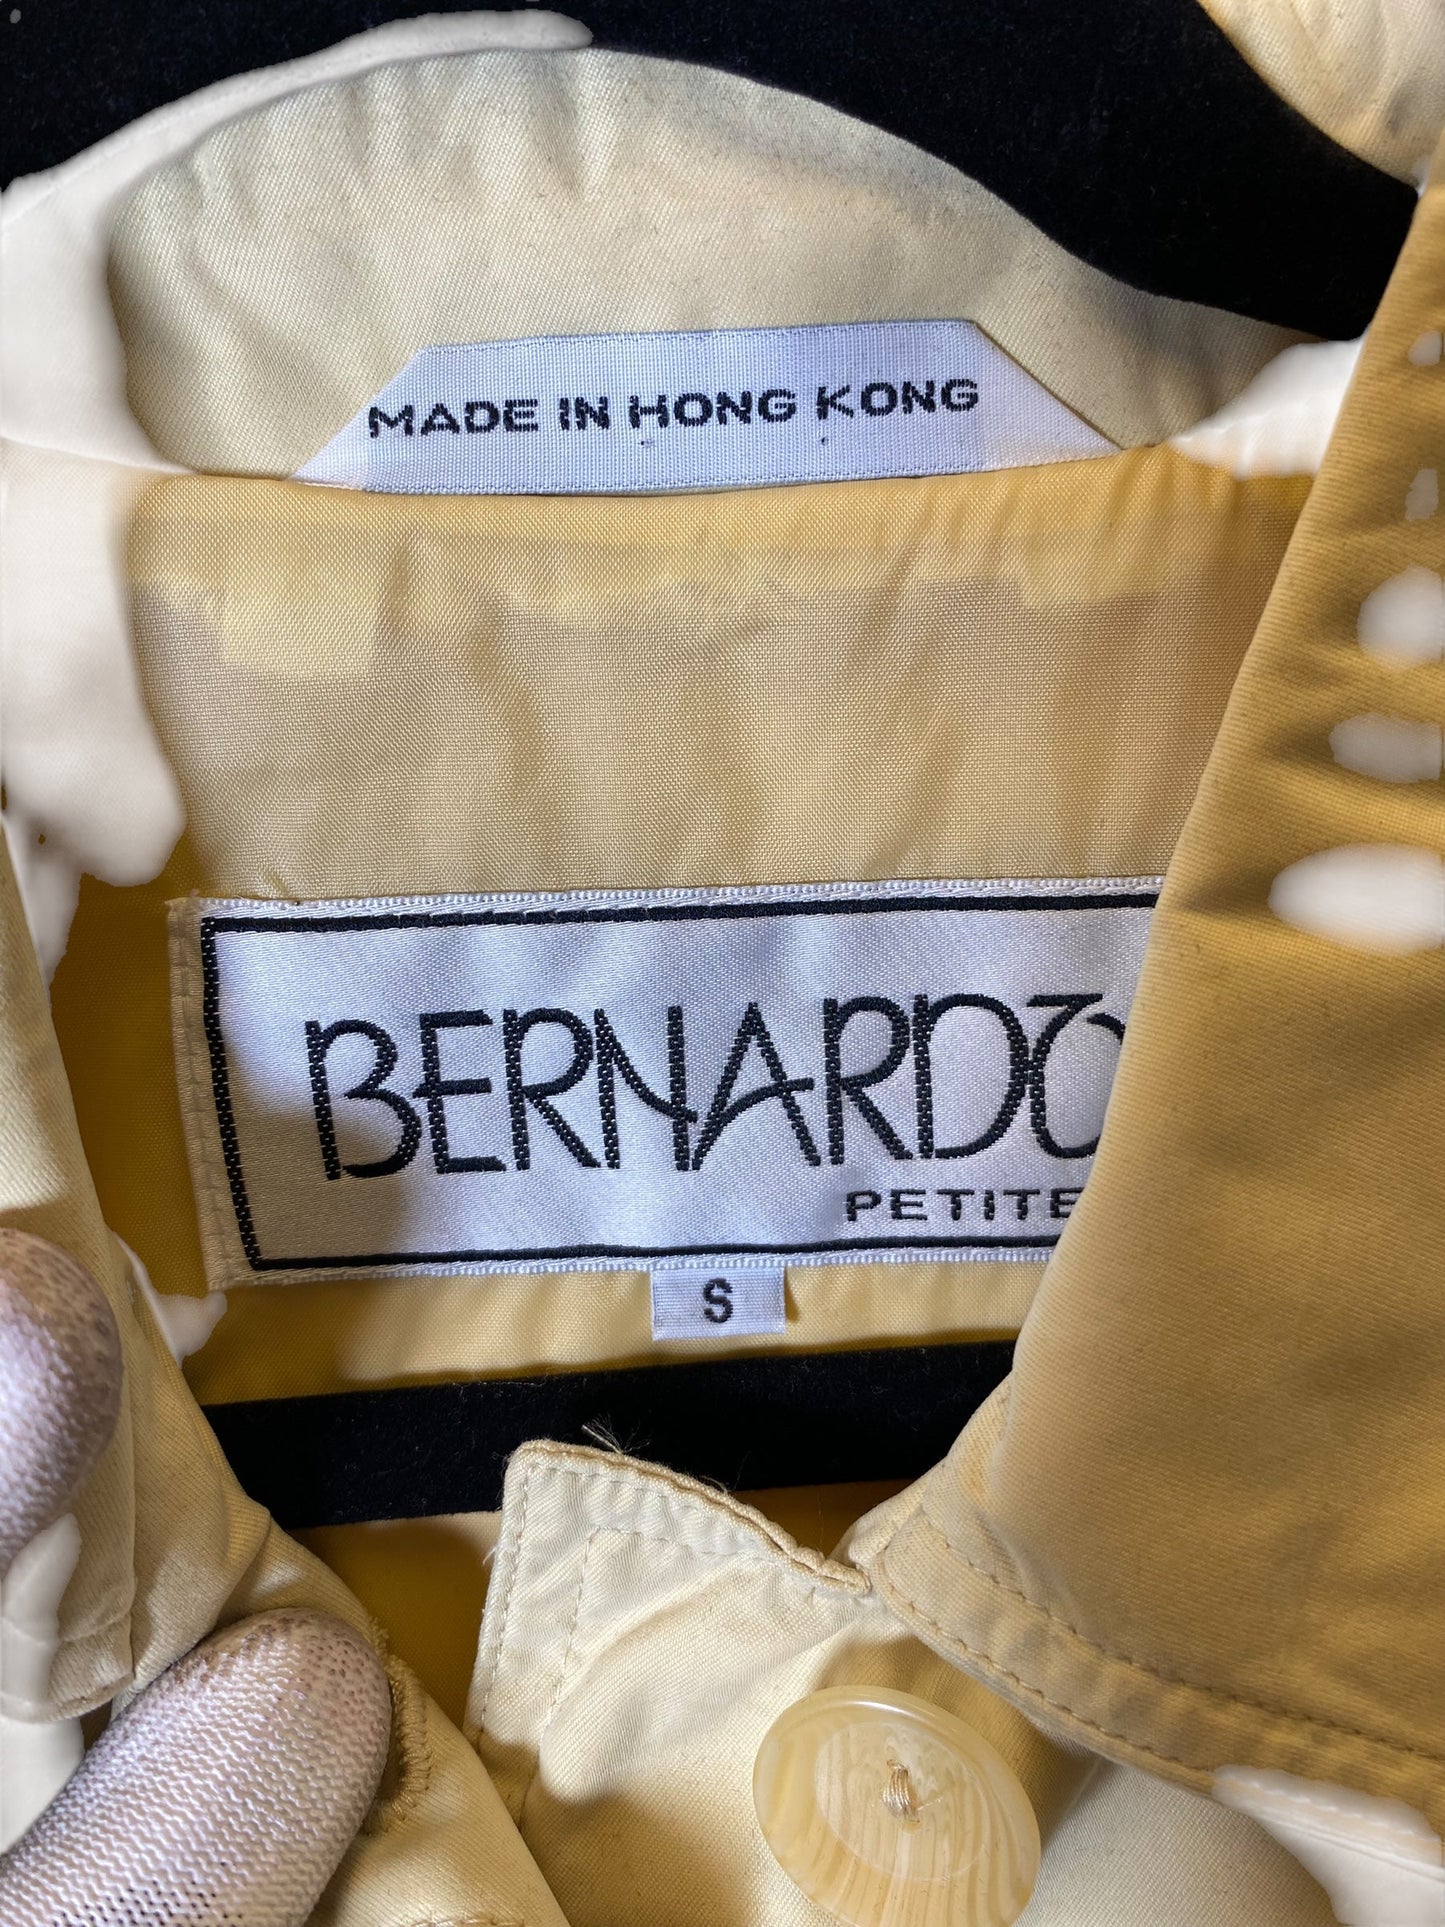 MADE IN HONG KONG
BERNARDO
PETITE
S